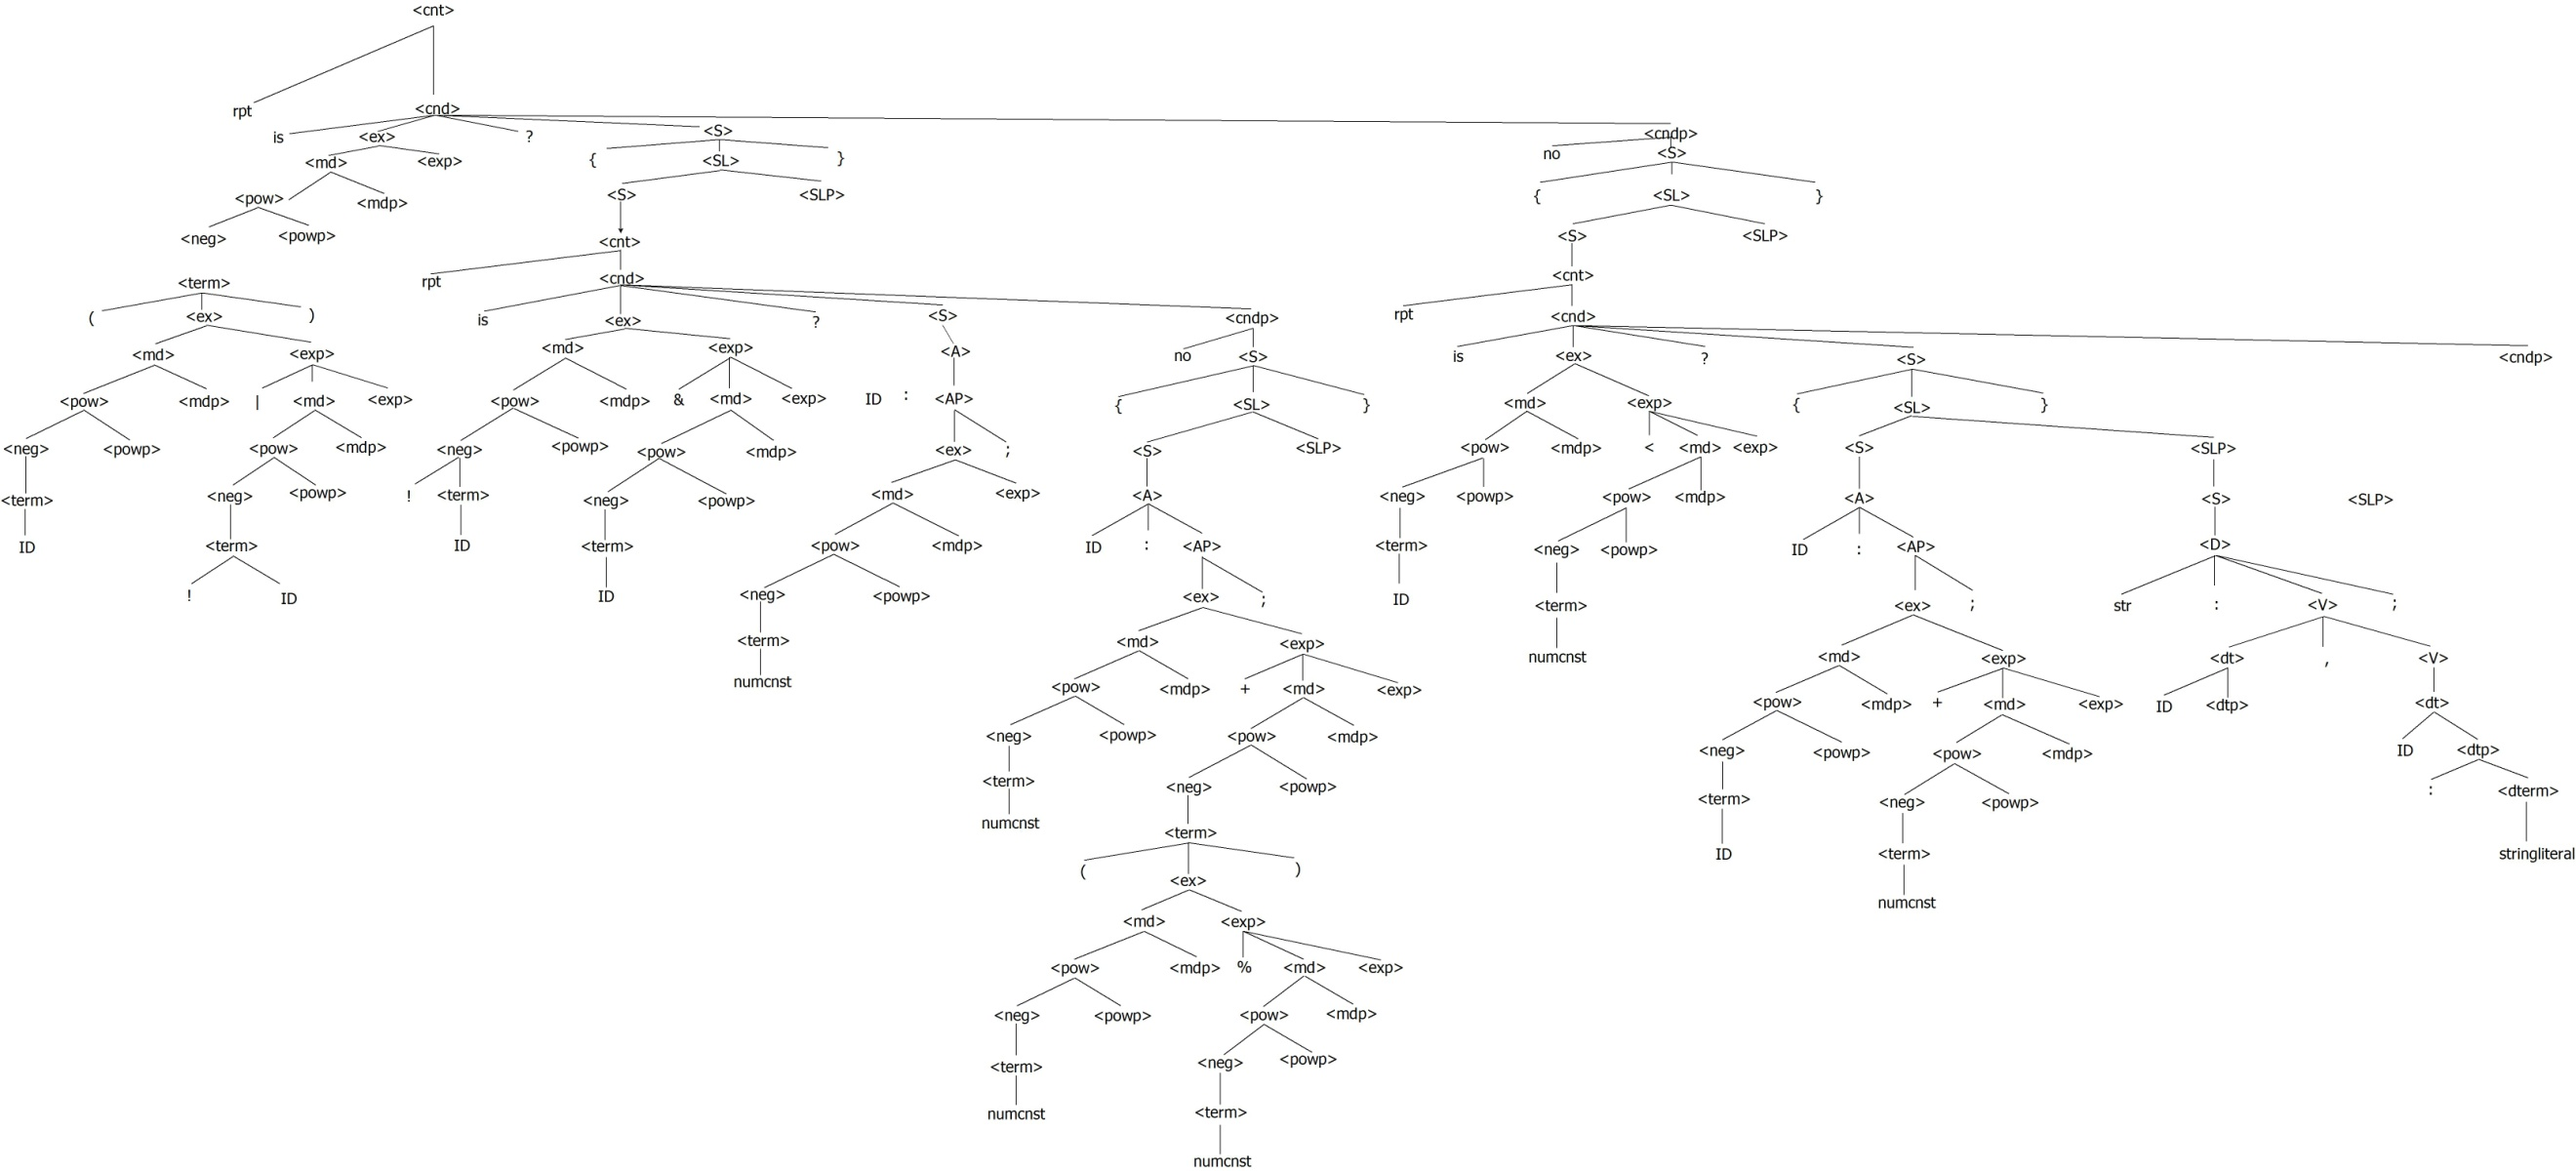 <cnt>
rpt <cnd>
is <ex> ? <S> <cndp>
<md> <exp> { <SL> } no <S>
<pow> <mdp> <S> <SLP> { <SL> }
<neg> <powp> <cnt> <S> <SLP>
<term> rpt <cnd> <cnt>
( <ex> ) is <ex> ? <S> <cndp> rpt <cnd>
<md> <exp> <md> <exp> <A> no <S> is <ex> ? <S> <cndp>
<pow> <mdp> | <md> <exp> <pow> <mdp> & <md> <exp> ID : <AP> { <SL> } <md> <exp> { <SL> }
<neg> <powp> <pow> <mdp> <neg> <powp> <pow> <mdp> <ex> ; <S> <SLP> <pow> <mdp> < <md> <exp> <S> <SLP>
<term> <neg> <powp> ! <term> <neg> <powp> <md> <exp> <A> <neg> <powp> <pow> <mdp> <A> <S> <SLP>
ID <term> ID <term> <pow> <mdp> ID : <AP> <term> <neg> <powp> ID : <AP> <D>
! ID ID <neg> <powp> <ex> ; ID <term> <ex> ; str : <V> ;
<term> <md> <exp> numcnst <md> <exp> <dt> , <V>
numcnst <pow> <mdp> + <md> <exp> <pow> <mdp> + <md> <exp> ID <dtp> <dt>
<neg> <powp> <pow> <mdp> <neg> <powp> <pow> <mdp> ID <dtp>
<term> <neg> <powp> <term> <neg> <powp> : <dterm>
numcnst <term> ID <term> stringliteral
( <ex> ) numcnst
<md> <exp>
<pow> <mdp> % <md> <exp>
<neg> <powp> <pow> <mdp>
<term> <neg> <powp>
numcnst <term>
numcnst